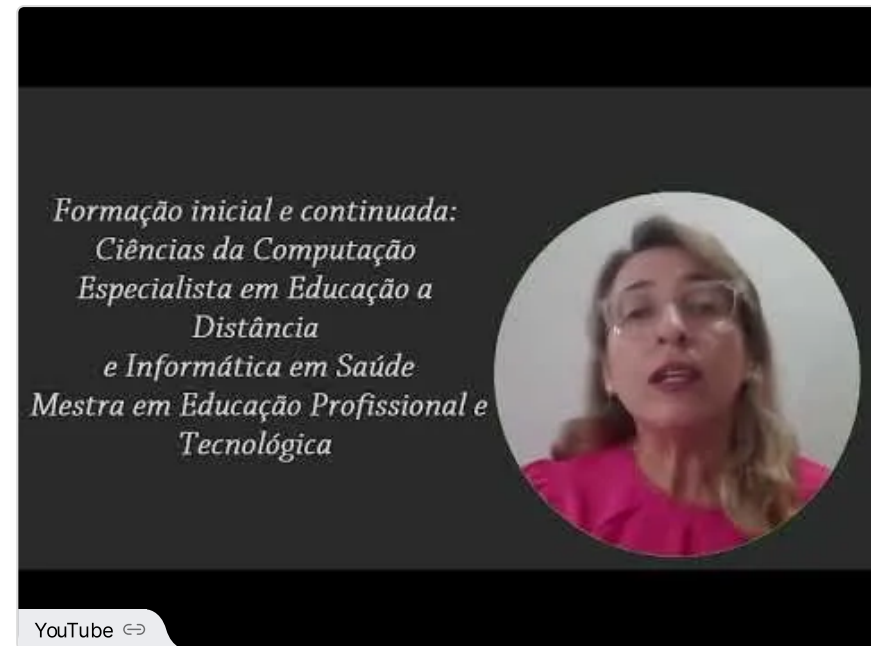 Formação inicial e continuada:
Ciências da Computação
Especialista em Educação a
Distância
e Informática em Saúde
Mestra em Educação Profissional e
Tecnológica
YouTube